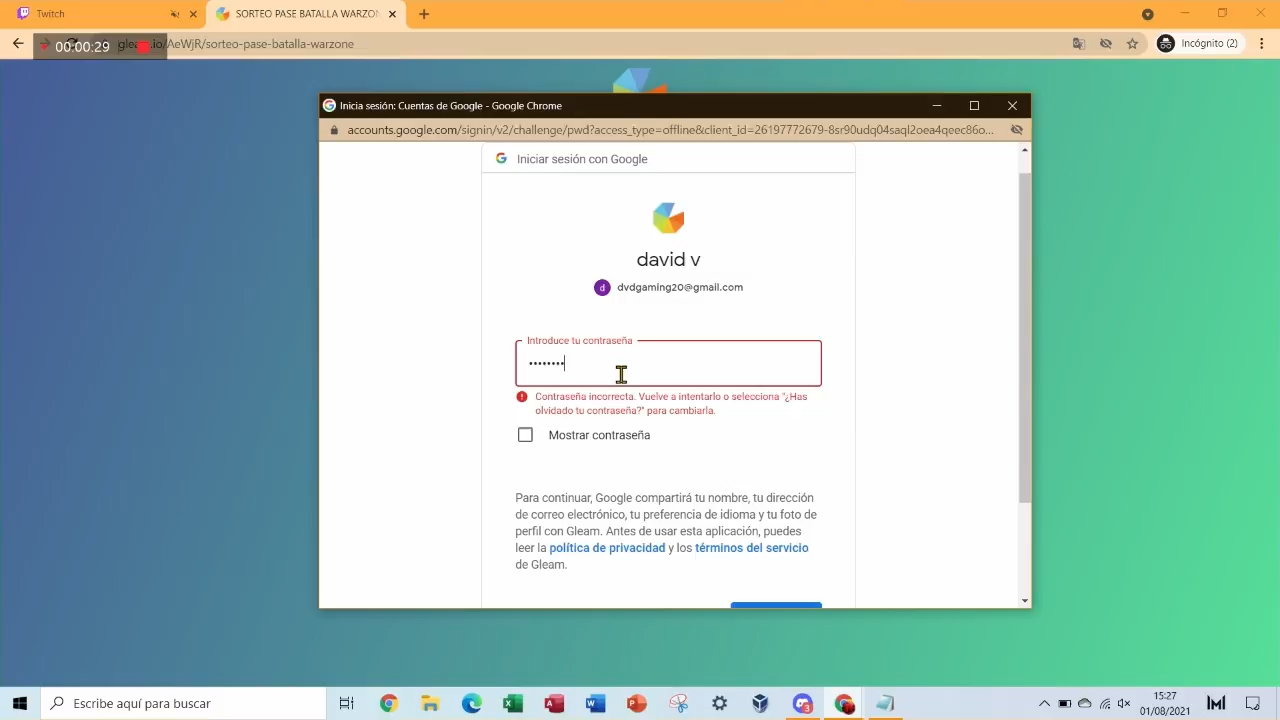 Twitch
SORTEO PASE BATALLA WARZON
00:00:29
gleam.io/AeWjR/sorteo-pase-batalla-warzone
Incógnito (2)
Inicia sesión: Cuentas de Google - Google Chrome
accounts.google.com/signin/v2/challenge/pwd?access_type=offline&client_id=26197772679-8sr90udq04saql2oea4qeec86o...
Iniciar sesión con Google
david v
d
dvdgaming20@gmail.com
Introduce tu contraseña
Contraseña incorrecta. Vuelve a intentarlo o selecciona "¿Has
olvidado tu contraseña?" para cambiarla.
Mostrar contraseña
Para continuar, Google compartirá tu nombre, tu dirección
de correo electrónico, tu preferencia de idioma y tu foto de
perfil con Gleam. Antes de usar esta aplicación, puedes
leer la política de privacidad y los términos del servicio
de Gleam.
Escribe aquí para buscar
15:27
01/08/2021